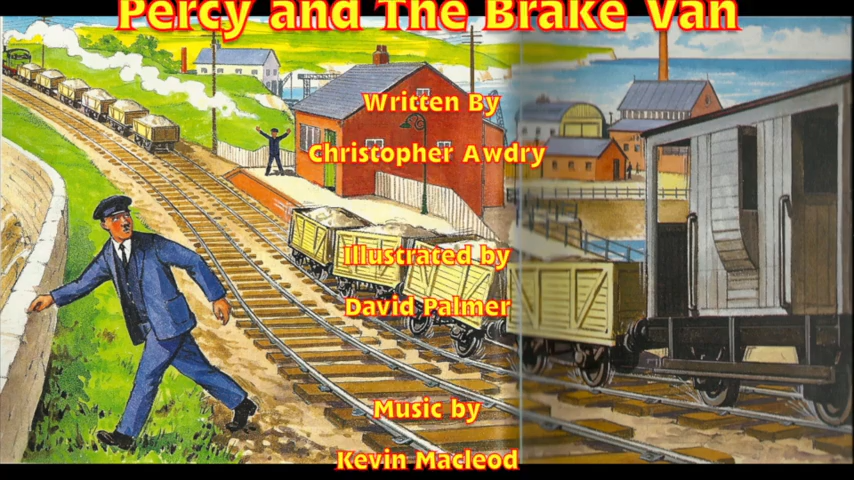 Percy and The Brake Van
Written By
Christopher Awdry
Illustrated by
David Palmer
Music by
Kevin Macleod